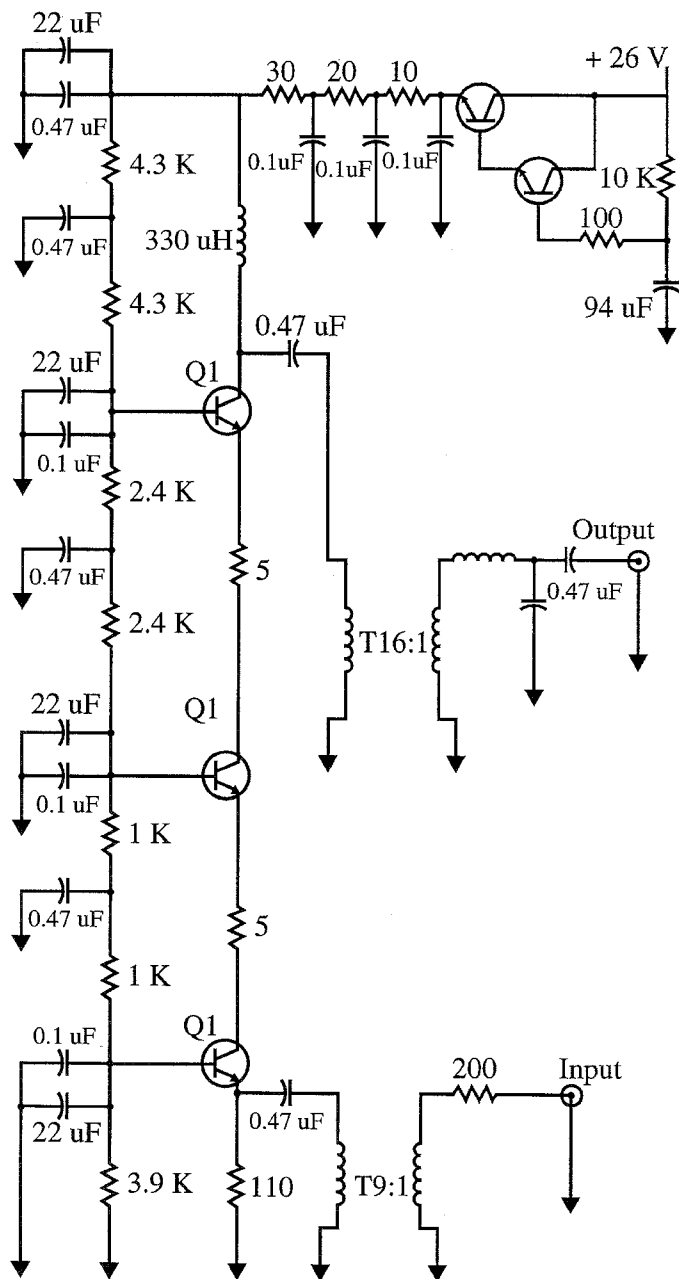 22 uF
0.47 uF
30 20 10
+ 26 V
0.1uF 0.1uF 0.1uF
4.3 K
10 K
0.47 uF
330 uH
100
4.3 K
94 uF
0.47 uF
22 uF
Q1
0.1 uF
2.4 K
Output
0.47 uF
5
0.47 uF
2.4 K
T16:1
22 uF
Q1
0.1 uF
1 K
0.47 uF
5
1 K
Q1
0.1 uF
200
Input
22 uF
0.47 uF
3.9 K
110
T9:1